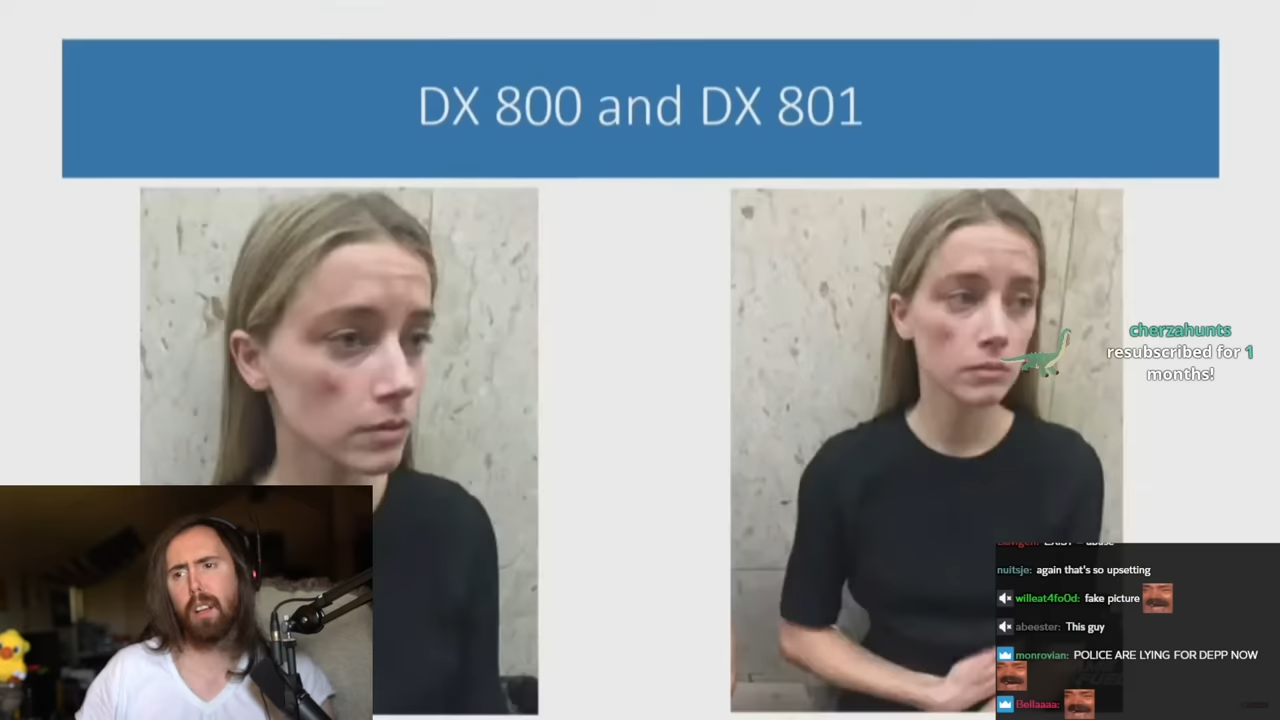 DX 800 and DX 801
cherzahunts
resubscribed for 1
months!
nuitsje: again that's so upsetting
willeat4fo0d: fake picture
abeester: This guy
monrovian: POLICE ARE LYING FOR DEPP NOW
Bellaaaa: